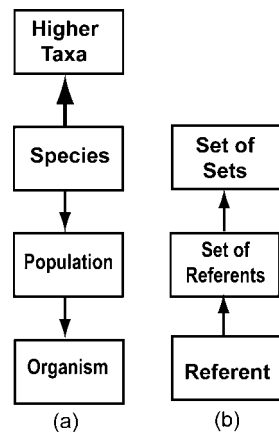 Higher
Taxa
Species
Population
Organism
(a)
Set of
Sets
Set of
Referents
Referent
(b)